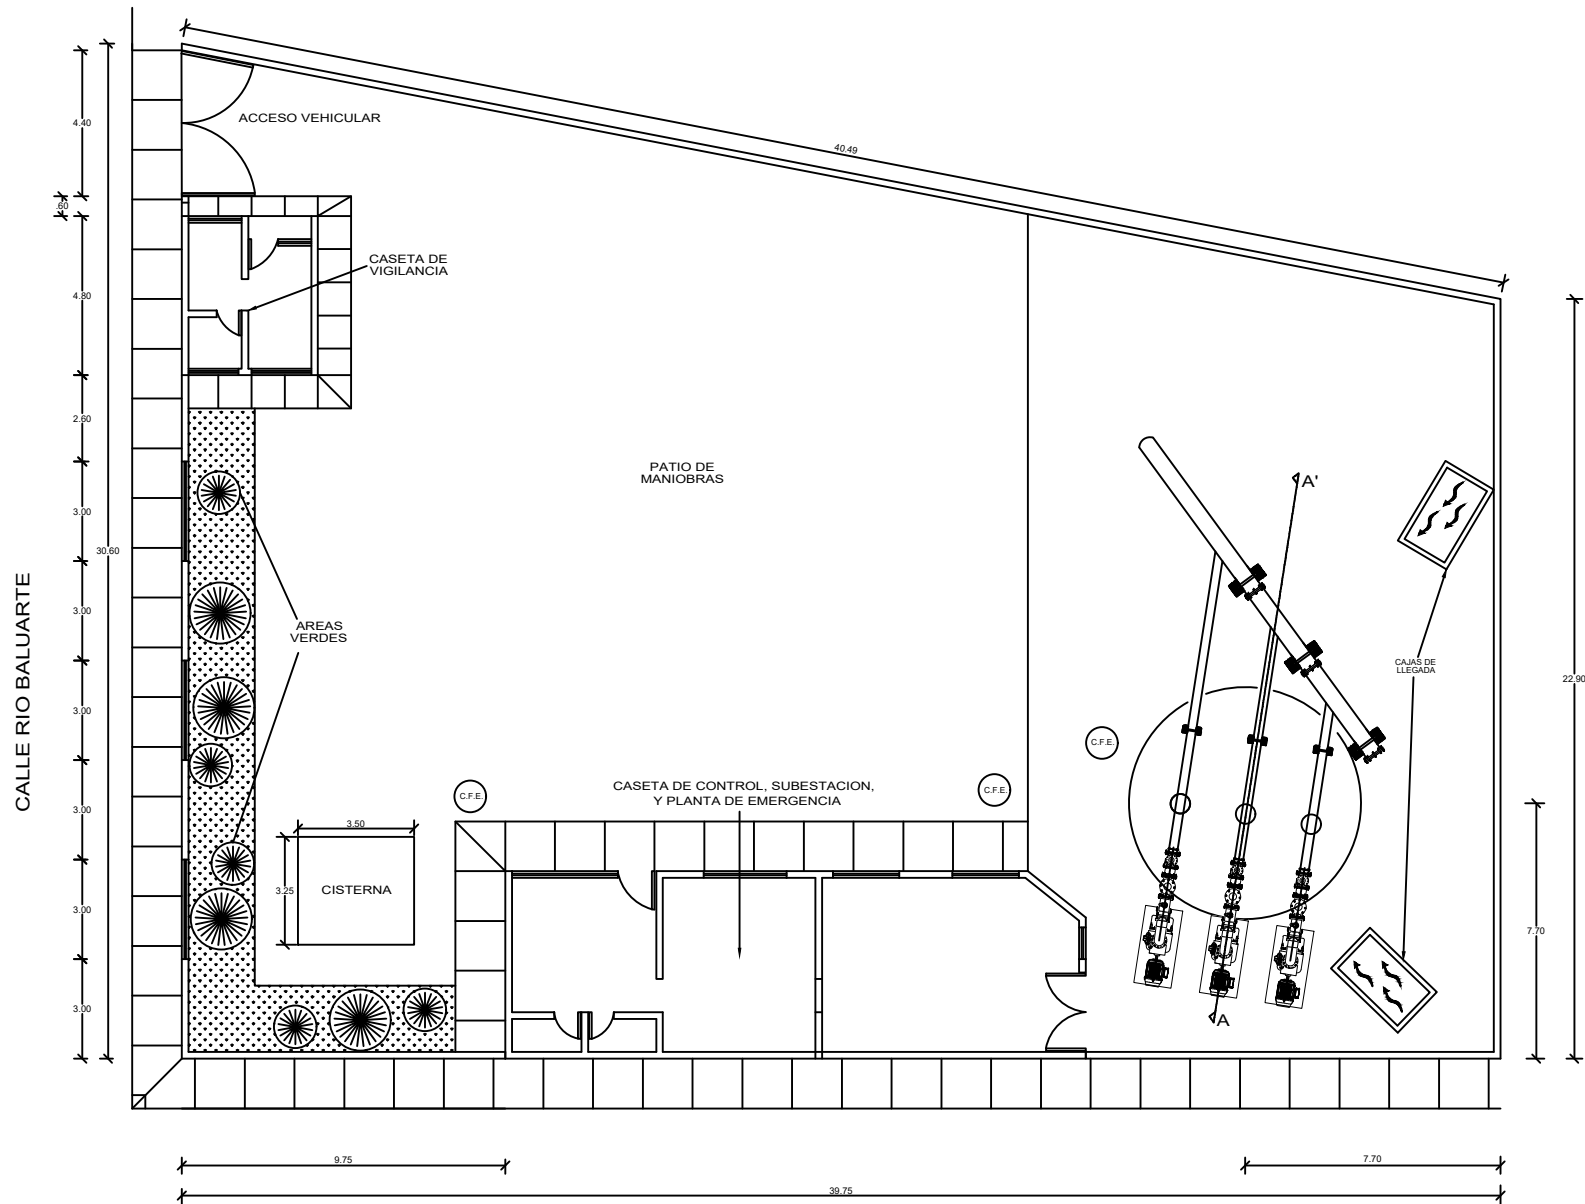 ACCESO VEHICULAR
4.40
40.49
.60
CASETA DE
VIGILANCIA
4.80
2.60
PATIO DE
MANIOBRAS
A'
3.00
30.60
CALLE RIO BALUARTE
3.00
AREAS
VERDES
CAJAS DE
LLEGADA
22.90
3.00
C.F.E.
CASETA DE CONTROL, SUBESTACION,
Y PLANTA DE EMERGENCIA
C.F.E.
C.F.E.
3.00
3.50
3.25
CISTERNA
3.00
7.70
3.00
A
9.75
7.70
39.75